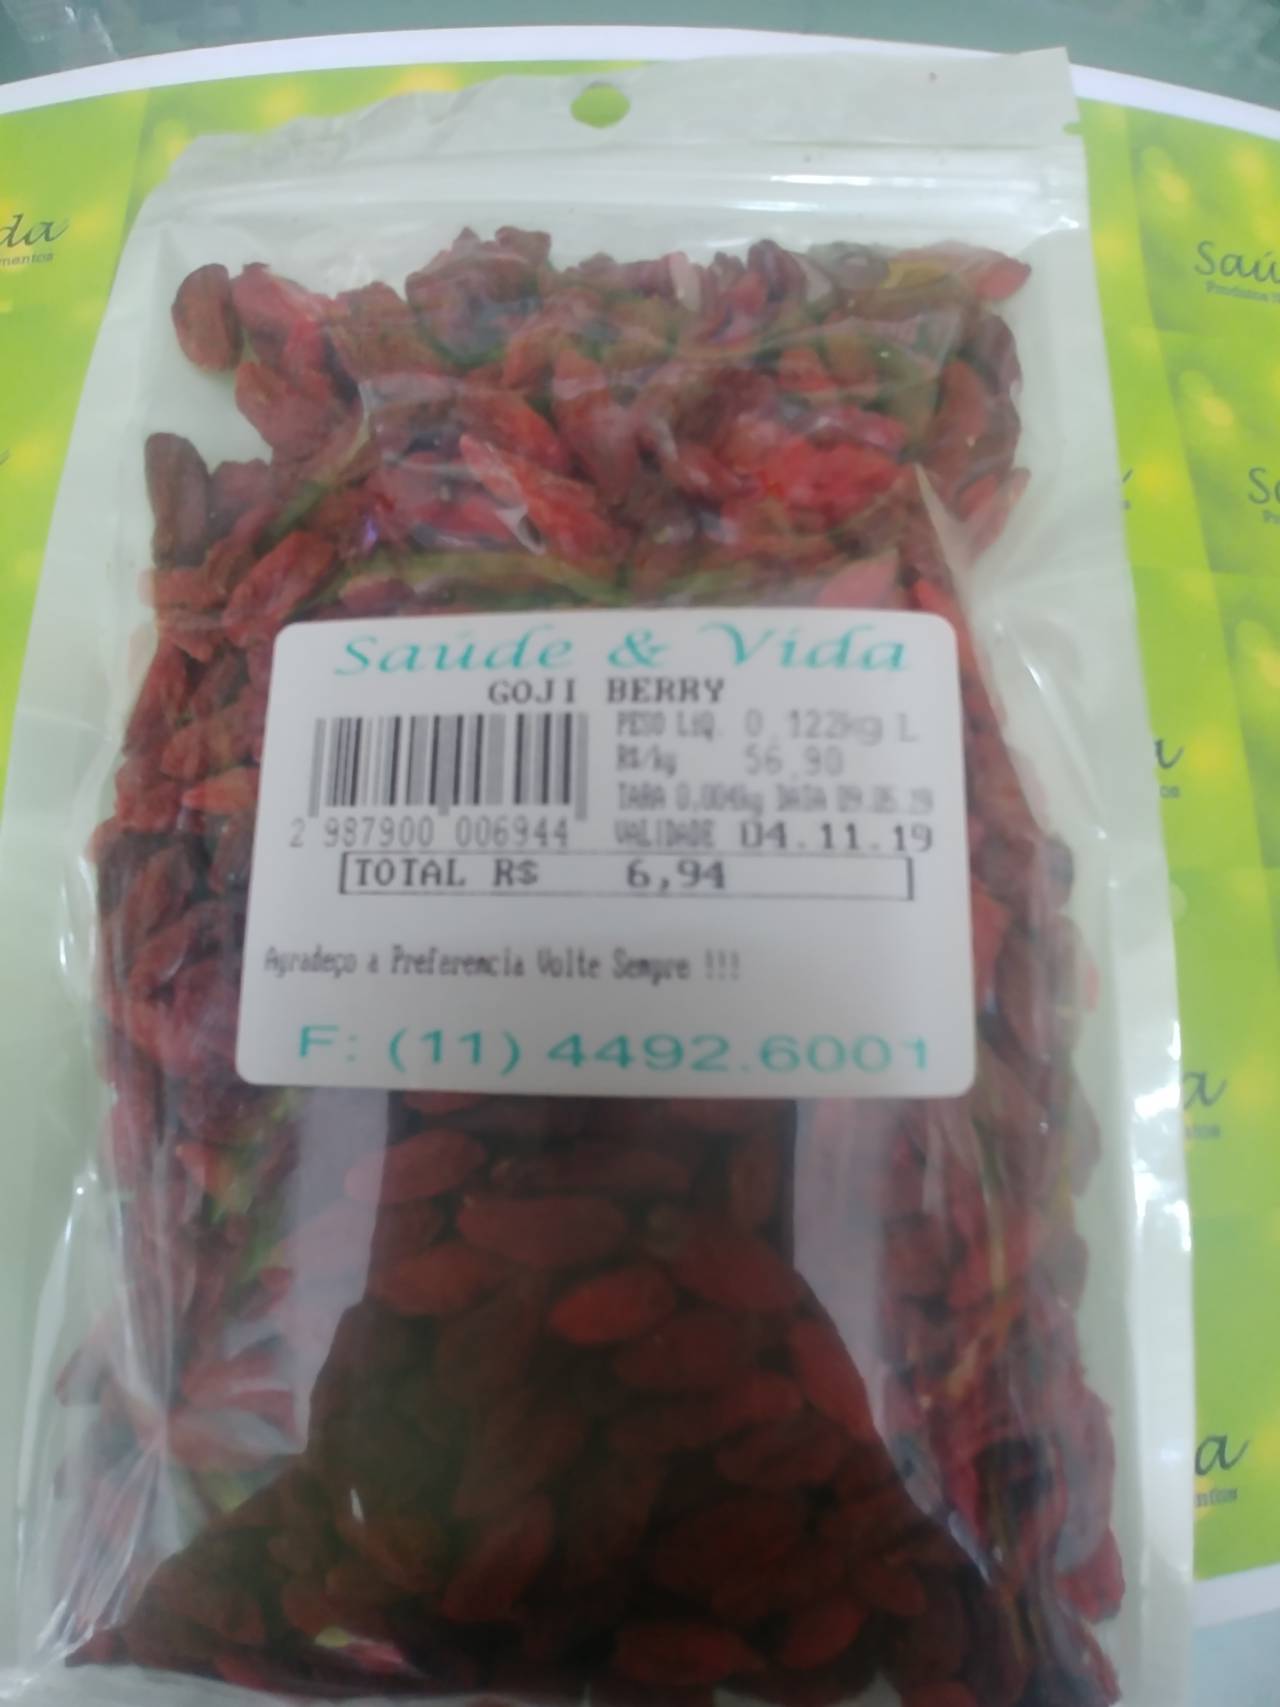 Saúde & Vida
GOJI BERRY
PESO LíQ. 0,122kg L
R$/kg 56,90
TARA 0.004kg DATA 09.05.19
2 987900 006944
VALIDADE 04.11.19
TOTAL R$ 6,94
Agradeço a Preferencia Volte Sempre !!!
F: (11) 4492.6001